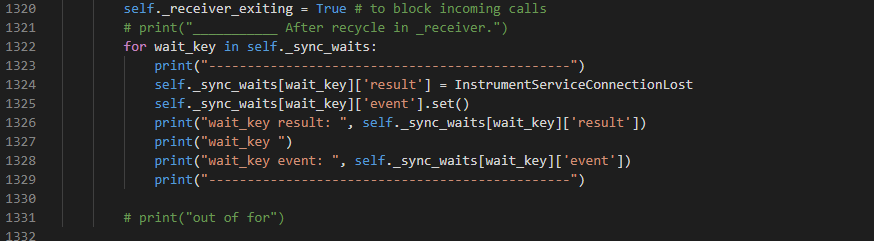 1320 self._receiver_exiting = True # to block incoming calls
1321 # print("___________ After recycle in _receiver.")
1322 for wait_key in self._sync_waits:
1323 print("------------------------------------------------")
1324 self._sync_waits[wait_key]['result'] = InstrumentServiceConnectionLost
1325 self._sync_waits[wait_key]['event'].set()
1326 print("wait_key result: ", self._sync_waits[wait_key]['result'])
1327 print("wait_key ")
1328 print("wait_key event: ", self._sync_waits[wait_key]['event'])
1329 print("------------------------------------------------")
1330
1331 # print("out of for")
1332